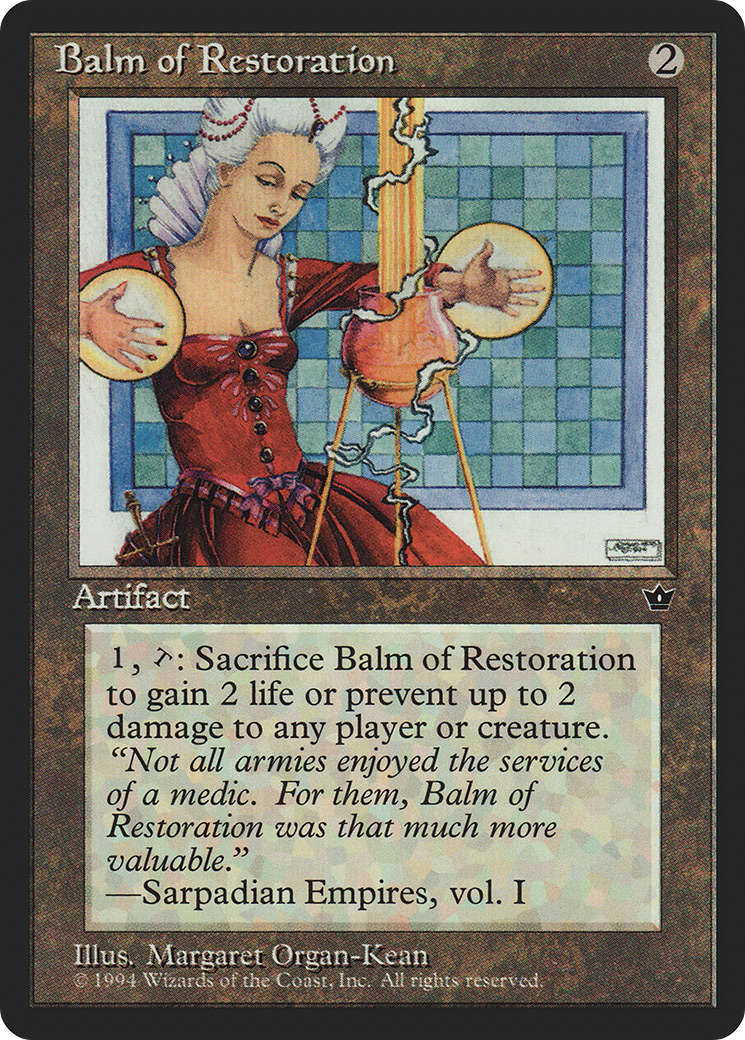 Balm of Restoration 2
Artifact
1, T: Sacrifice Balm of Restoration
to gain 2 life or prevent up to 2
damage to any player or creature.
“Not all armies enjoyed the services
of a medic. For them, Balm of
Restoration was that much more
valuable.”
—Sarpadian Empires, vol. I
Illus. Margaret Organ-Kean
© 1994 Wizards of the Coast, Inc. All rights reserved.